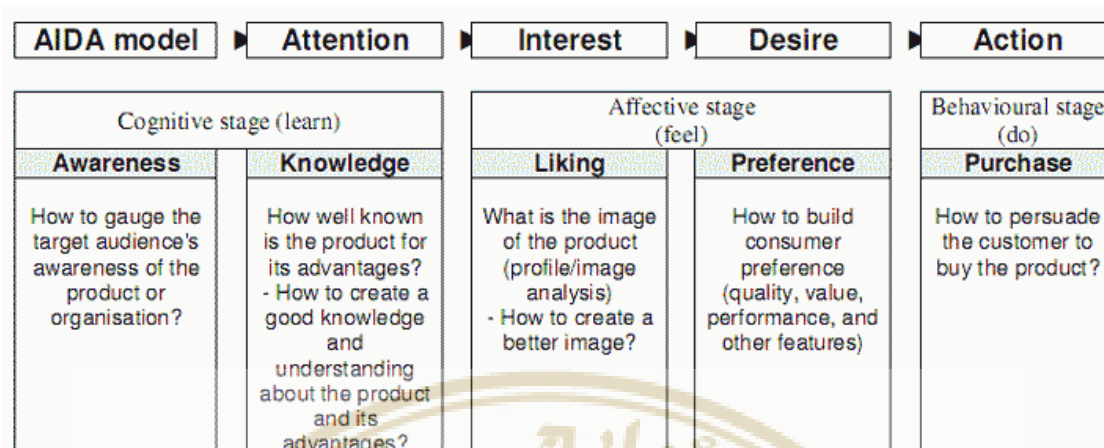 AIDA model
Attention
Interest
Desire
Action
Cognitive stage (learn)
Affective stage
(feel)
Behavioural stage
(do)
Awareness
Knowledge
Liking
Preference
Purchase
How to gauge the
target audience's
awareness of the
product or
organisation?
How well known
is the product for
its advantages?
- How to create a
good knowledge
and
understanding
about the product
and its
advantages?
What is the image
of the product
(profile/image
analysis)
- How to create a
better image?
How to build
consumer
preference
(quality, value,
performance, and
other features)
How to persuade
the customer to
buy the product?